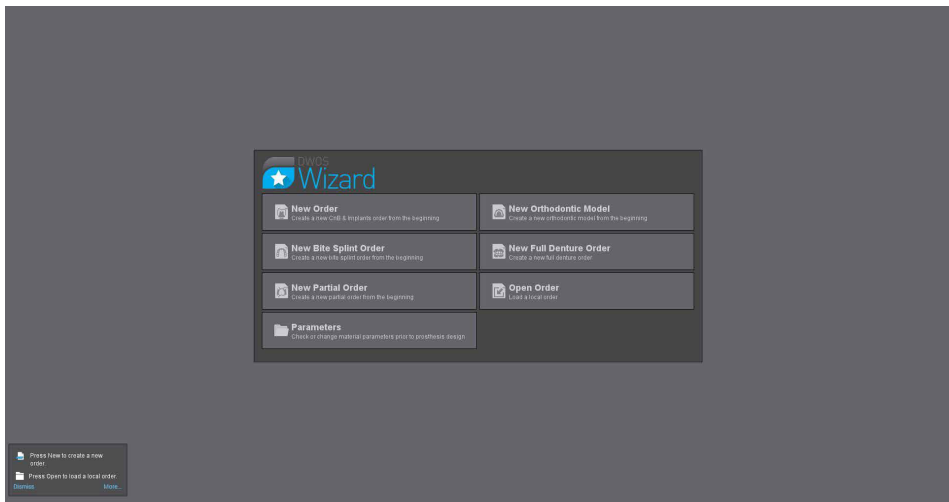 DWOS
Wizard
New Order
Create a new CnB & Implants order from the beginning
New Orthodontic Model
Create a new orthodontic model from the beginning
New Bite Splint Order
Create a new bite splint order from the beginning
New Full Denture Order
Create a new full denture order
New Partial Order
Create a new partial order from the beginning
Open Order
Load a local order
Parameters
Check or change material parameters prior to prosthesis design
Press New to create a new
order.
Press Open to load a local order.
Dismiss More...